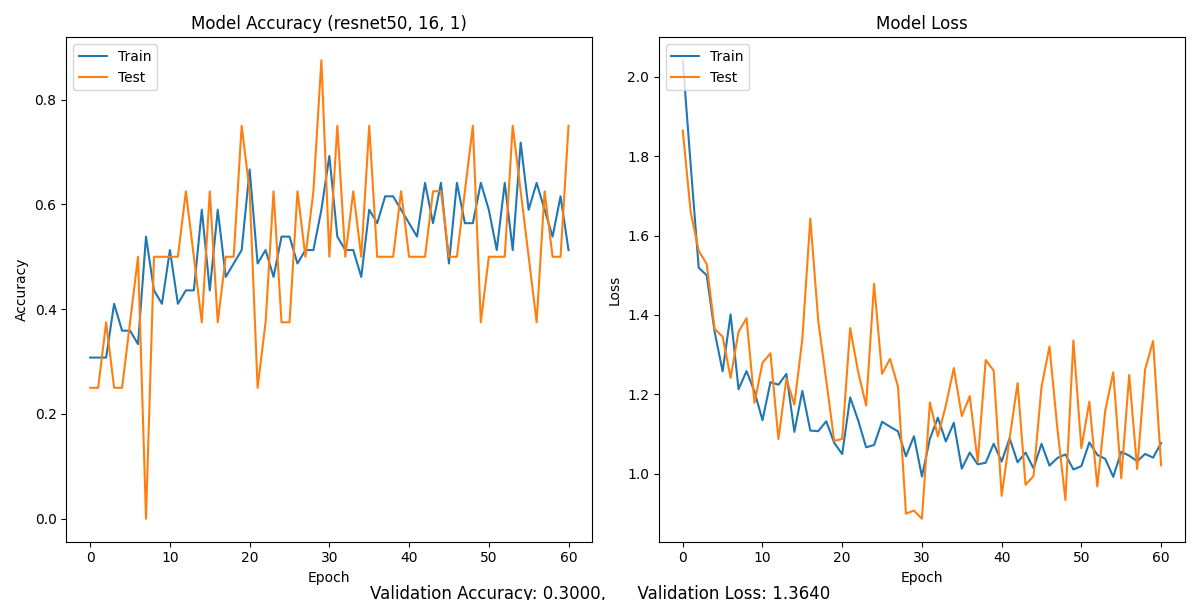 Model Accuracy (resnet50, 16, 1)
Train
Test
0.8
0.6
0.4
0.2
0.0
Accuracy
0 10 20 30 40 50 60
Epoch
Model Loss
Train
Test
2.0
1.8
1.6
1.4
1.2
1.0
Loss
0 10 20 30 40 50 60
Epoch
Validation Accuracy: 0.3000, Validation Loss: 1.3640